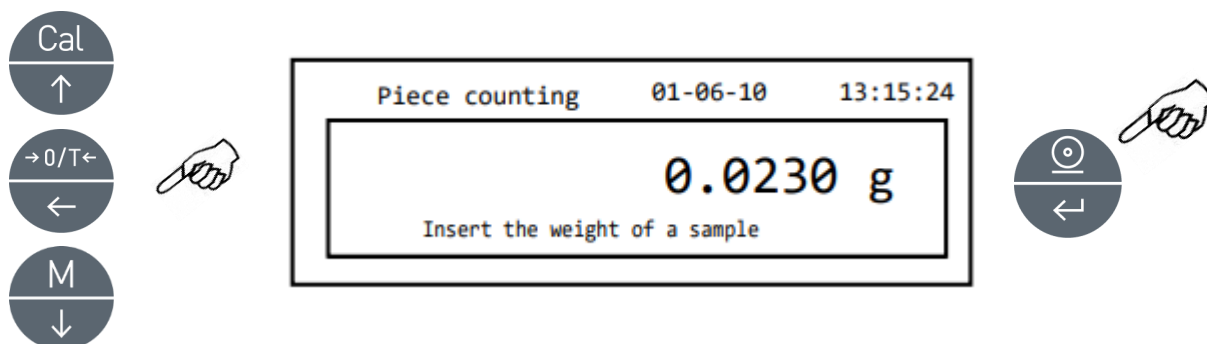 Cal
→0/T←
M
Piece counting 01-06-10 13:15:24
0.0230 g
Insert the weight of a sample